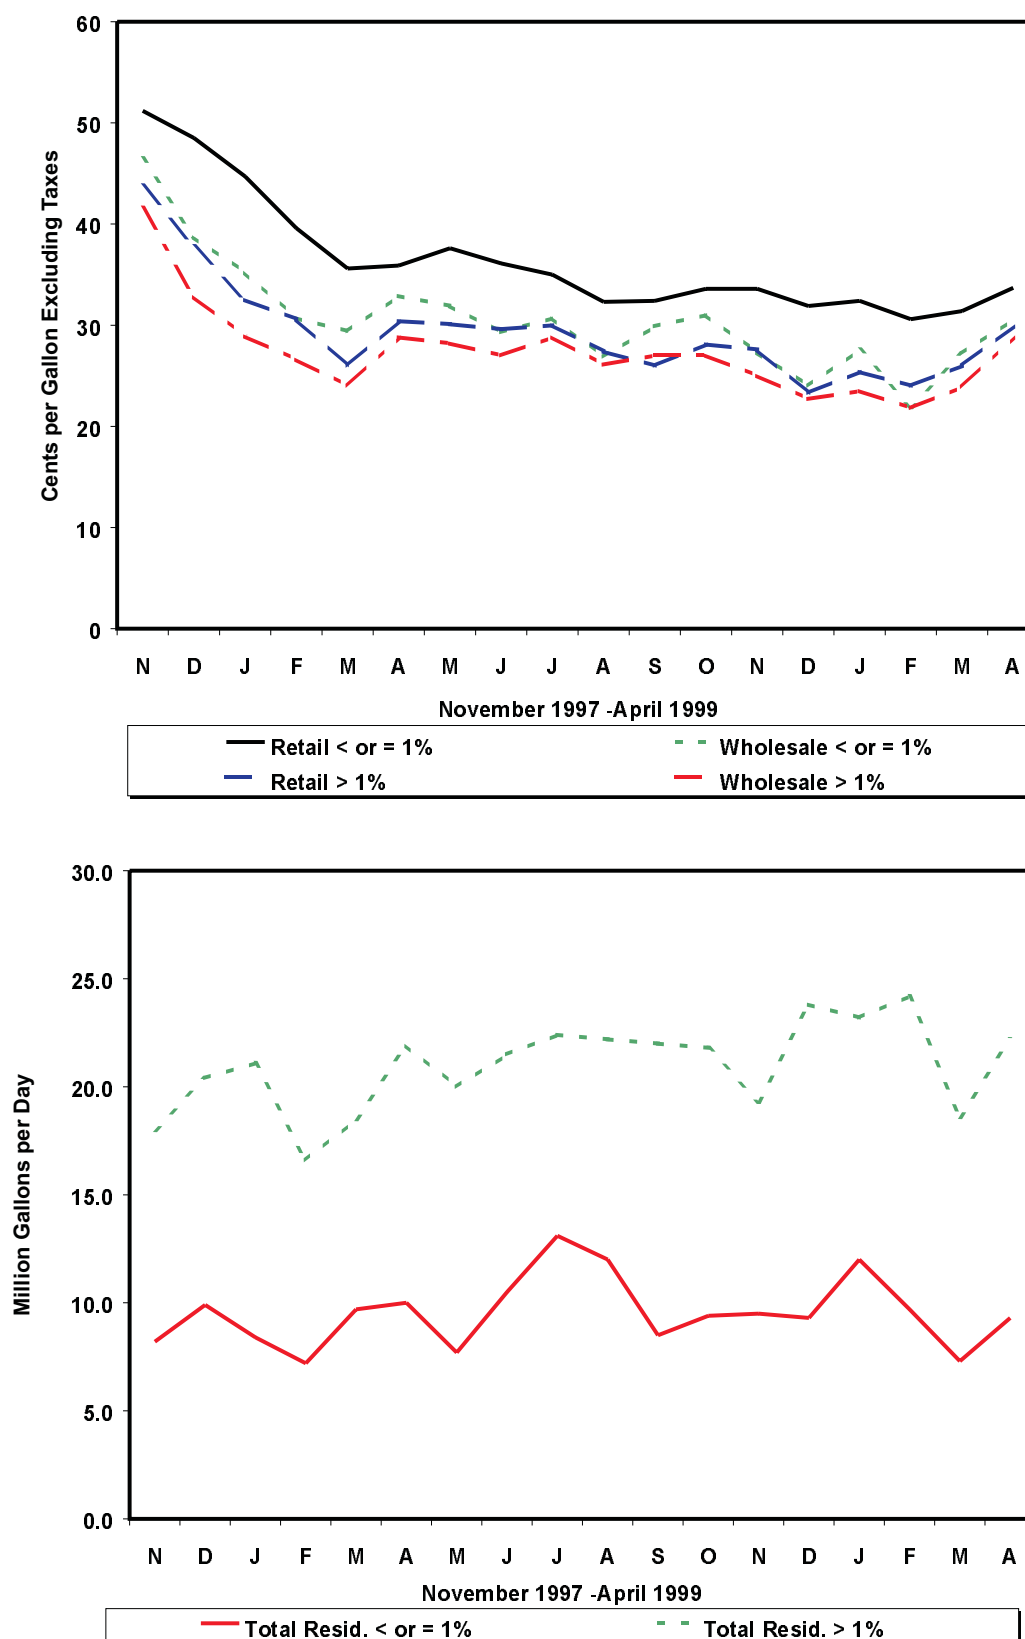 60
50
40
30
20
10
0
Cents per Gallon Excluding Taxes
N D J F M A M J J A S O N D J F M A
November 1997 -April 1999
Retail < or = 1% Wholesale < or = 1%
Retail > 1% Wholesale > 1%
30.0
25.0
20.0
15.0
10.0
5.0
0.0
Million Gallons per Day
N D J F M A M J J A S O N D J F M A
November 1997 -April 1999
Total Resid. < or = 1% Total Resid. > 1%